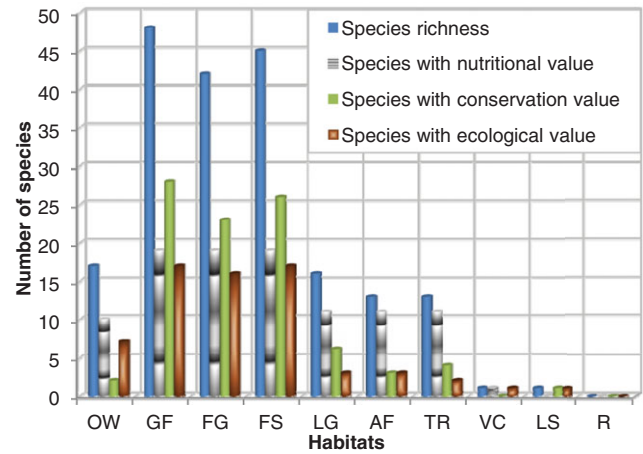 50
45
40
35
30
25
20
15
10
5
0
Number of species
Species richness
Species with nutritional value
Species with conservation value
Species with ecological value
OW GF FG FS LG AF TR VC LS R
Habitats